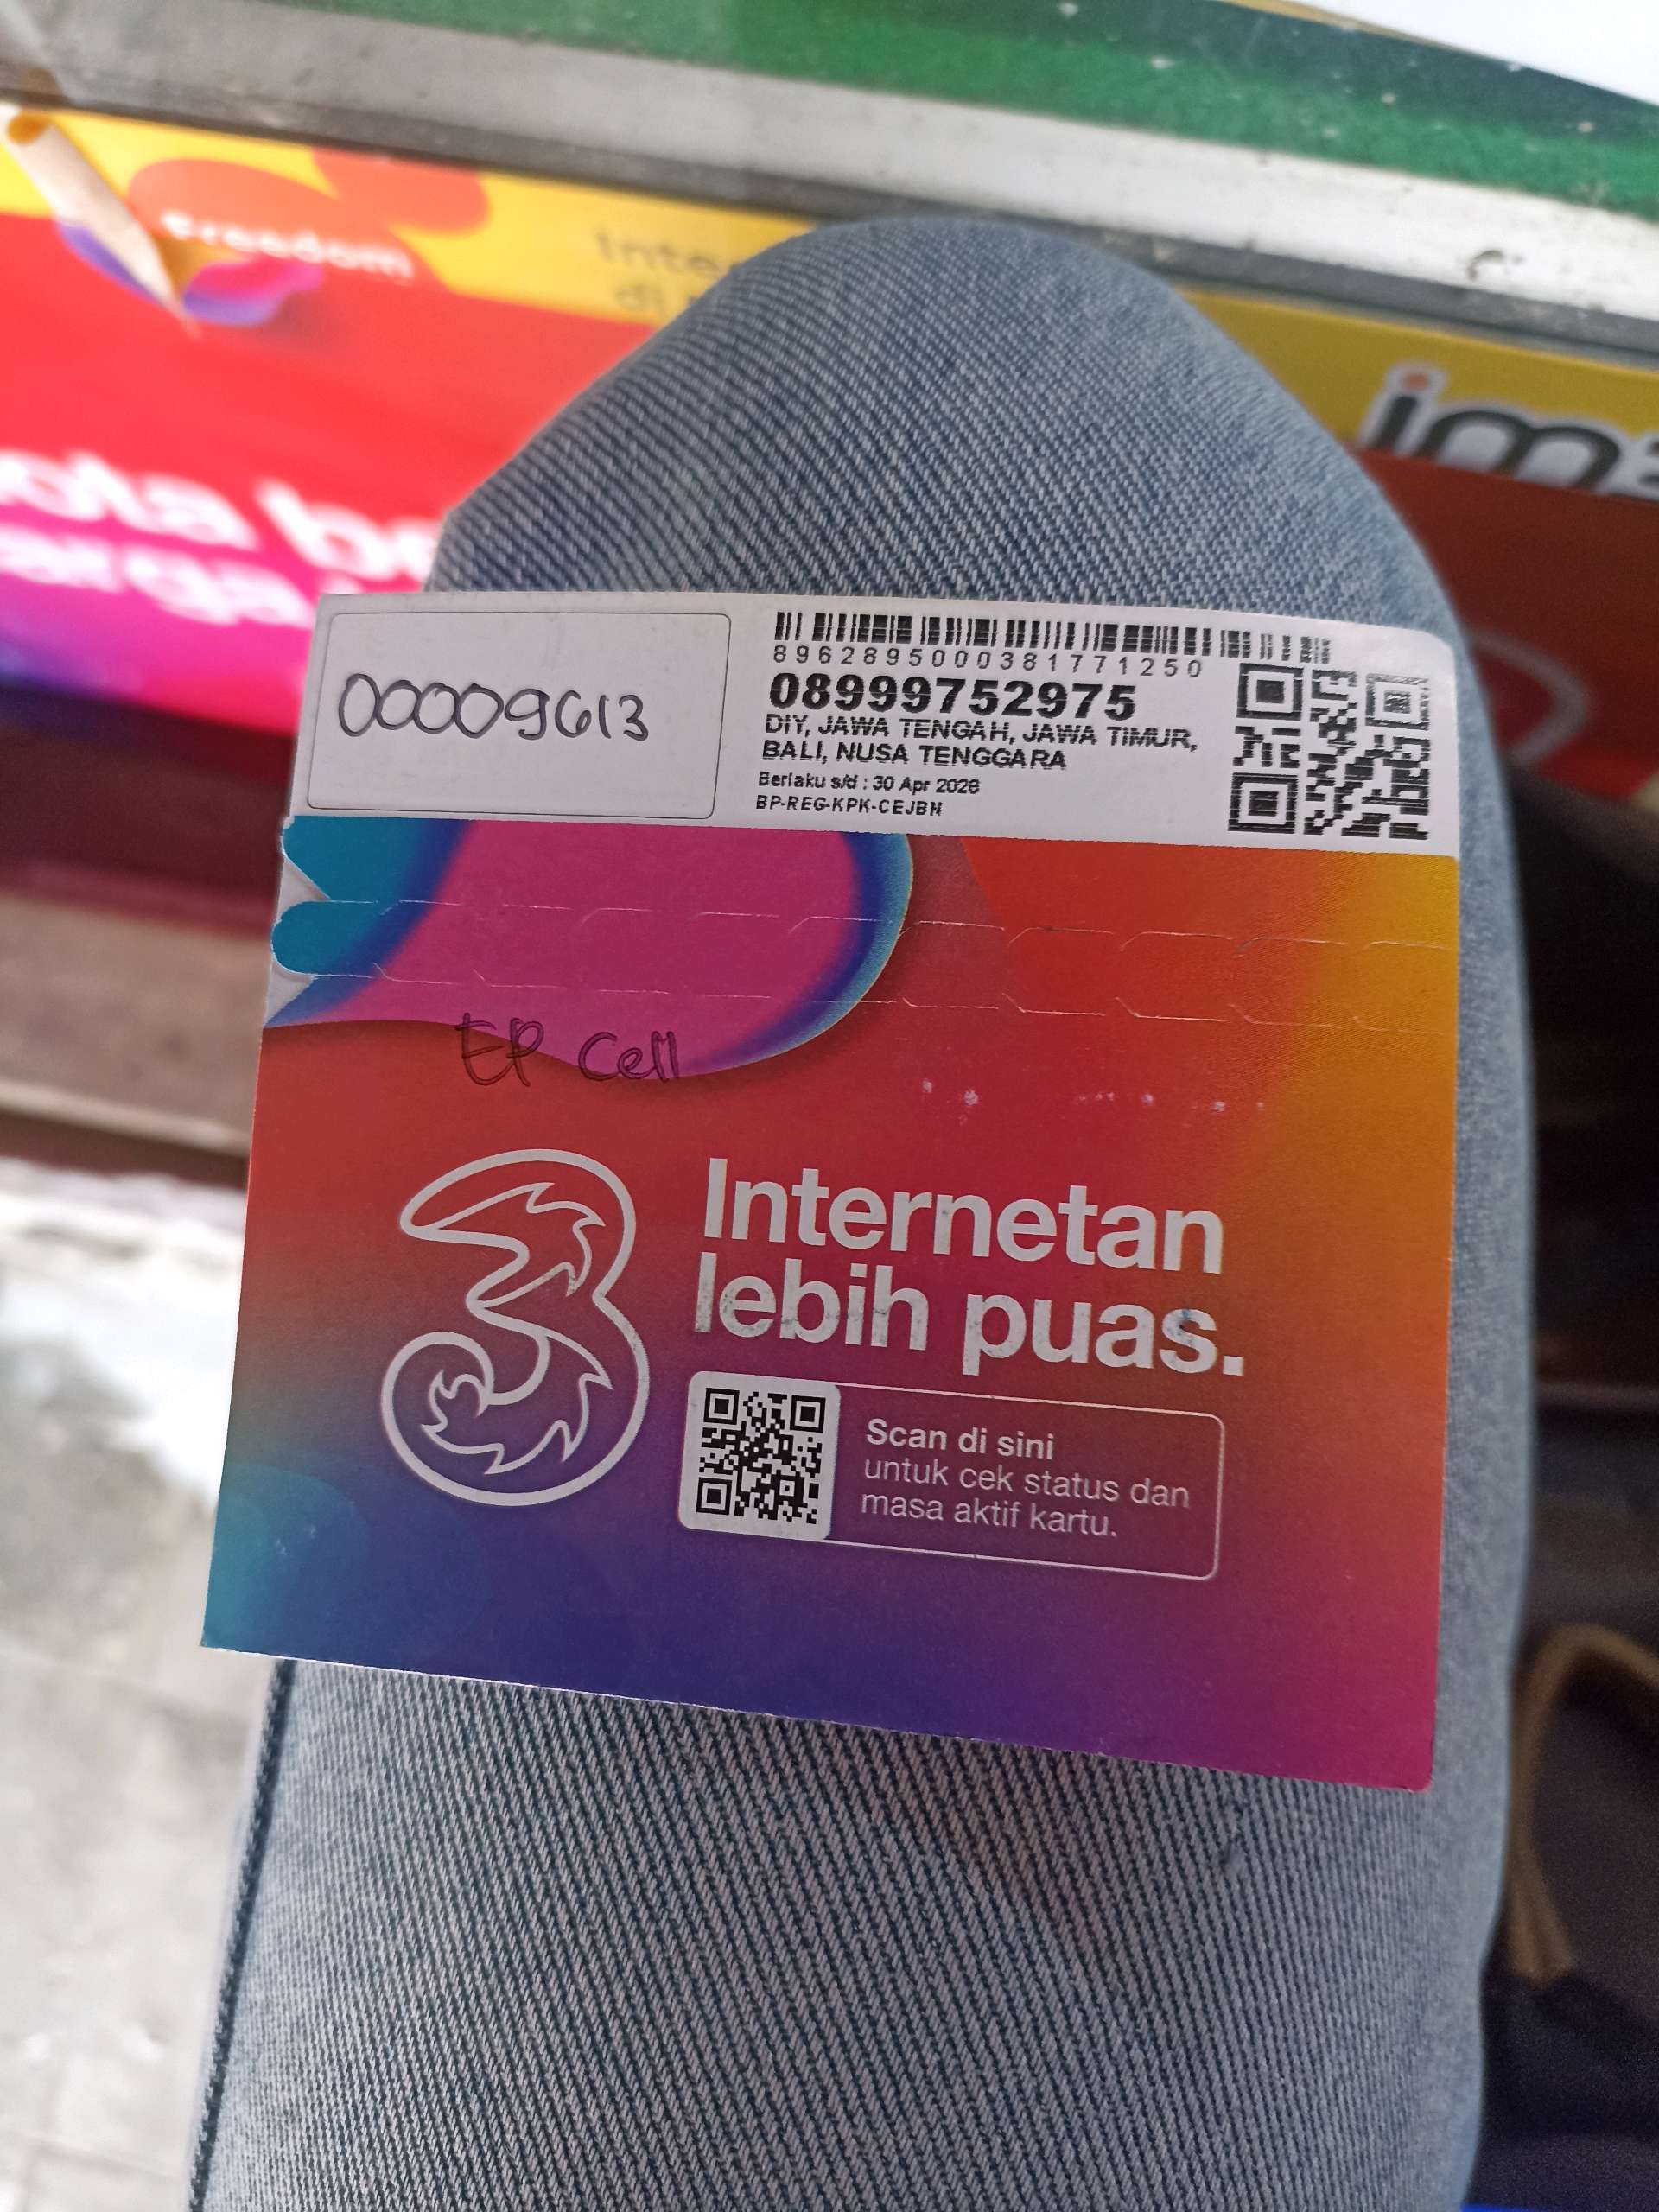 Freedom
00009613
8962895000381771250
08999752975
DIY, JAWA TENGAH, JAWA TIMUR,
BALI, NUSA TENGGARA
Berlaku s/d : 30 Apr 2026
BP-REG-KPK-CEJBN
EP Cell
3
Internetan
lebih puas.
Scan di sini
untuk cek status dan
masa aktif kartu.